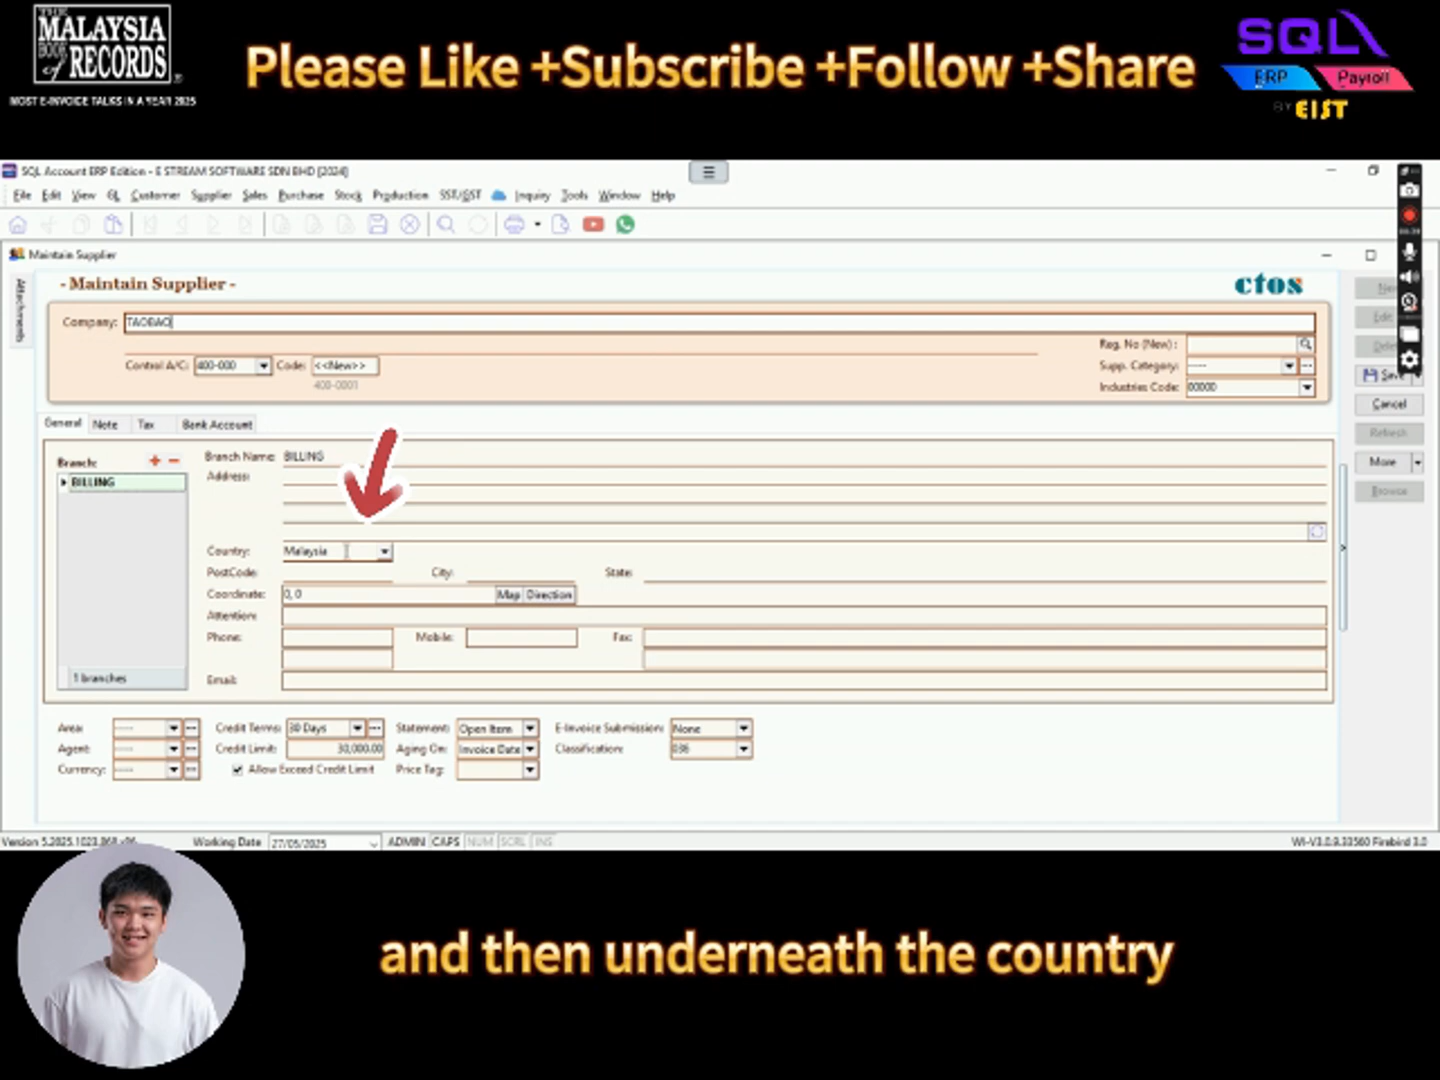 THE
MALAYSIA
BOOK
of RECORDS
MOST E-INVOICE TALKS IN A YEAR 2025
Please Like +Subscribe +Follow +Share
SQL
ERP Payroll
BY EIST
SQL Account ERP Edition - E STREAM SOFTWARE SDN BHD [2024]
File Edit View GL Customer Supplier Sales Purchase Stock Production SST/GST Inquiry Tools Window Help
Maintain Supplier
Attachments
- Maintain Supplier -
ctos
Company: TAOBAO
Reg. No (New) :
Control A/C: 400-000 Code: <<New>>
Supp. Category: ----
400-0001
Industries Code: 00000
New
Edit
Delete
Save
Cancel
Refresh
More
Browse
General Note Tax Bank Account
Branch: + −
BILLING
1 branches
Branch Name: BILLING
Address:
Country: Malaysia
PostCode: City: State:
Coordinate: 0, 0 Map Direction
Attention:
Phone: Mobile: Fax:
Email:
Area: ---- Credit Terms: 30 Days Statement: Open Item E-Invoice Submission: None
Agent: ---- Credit Limit: 30,000.00 Aging On: Invoice Date Classification: 036
Currency: ---- Allow Exceed Credit Limit Price Tag:
Working Date 27/05/2025 ADMIN CAPS NUM SCRL INS
and then underneath the country